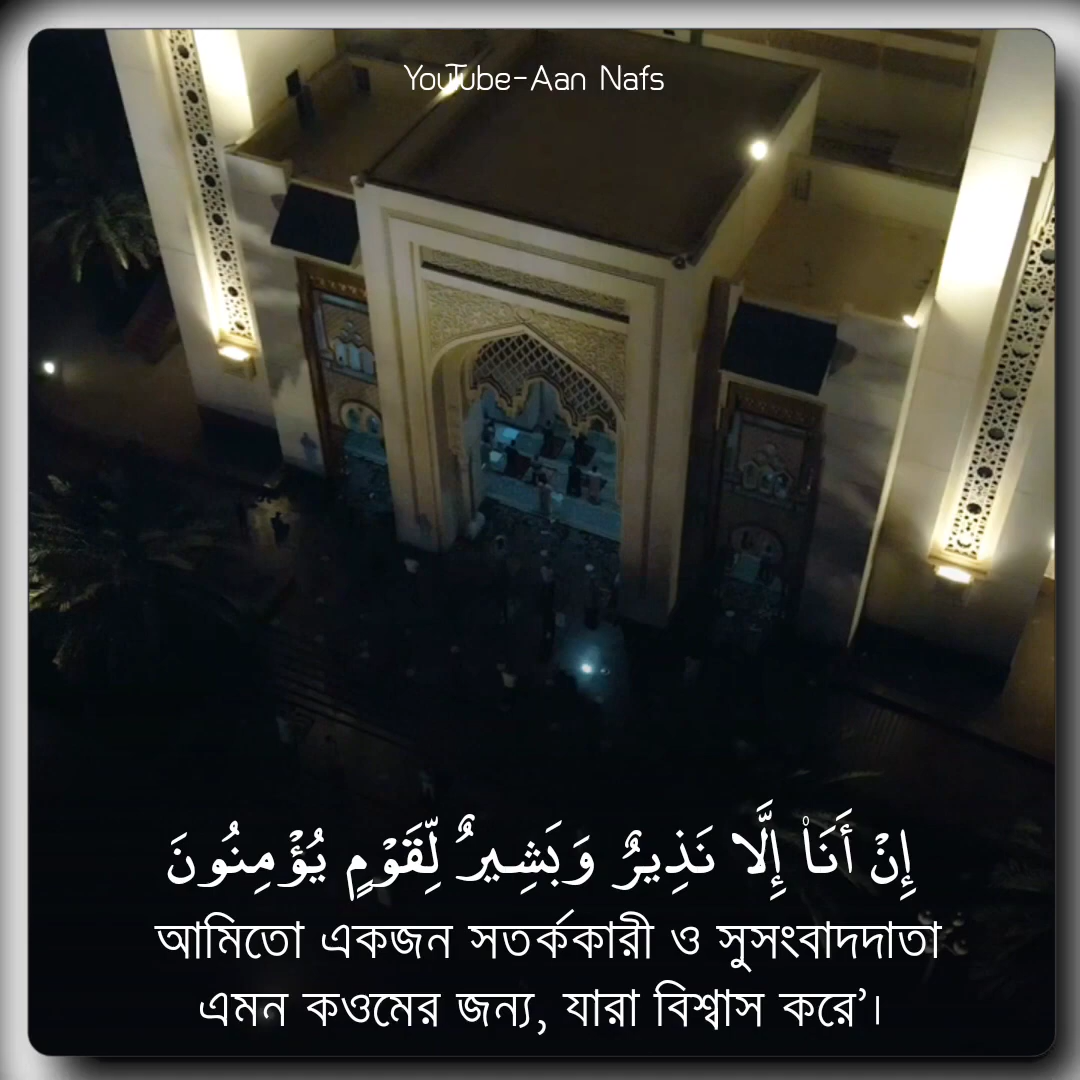 YouTube-Aan Nafs
إِنْ أَنَا۠ إِلَّا نَذِيرٌ وَبَشِيرٌ لِّقَوْمٍ يُؤْمِنُونَ
আমিতো একজন সতর্ককারী ও সুসংবাদদাতা
এমন কওমের জন্য, যারা বিশ্বাস করে’।